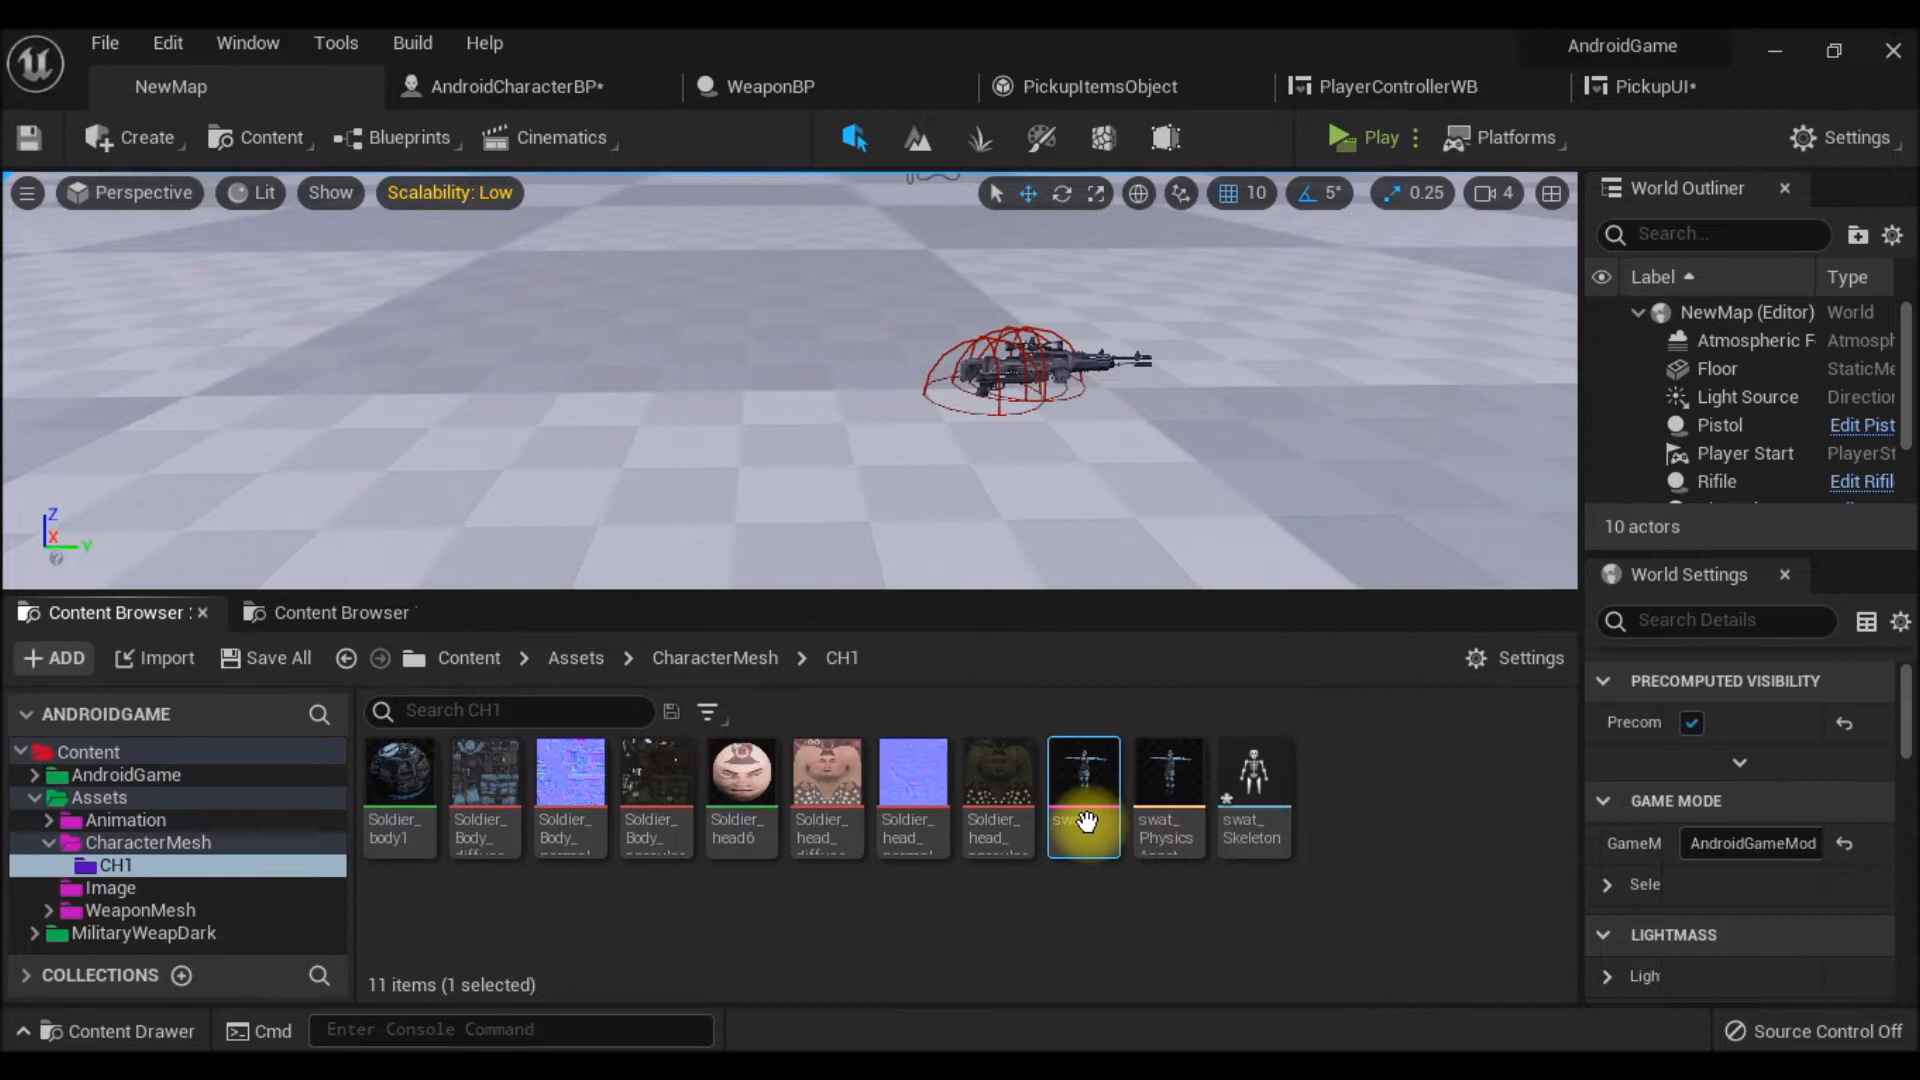 File Edit Window Tools Build Help AndroidGame
NewMap AndroidCharacterBP* WeaponBP PickupItemsObject PlayerControllerWB PickupUI*
Create Content Blueprints Cinematics Play Platforms Settings
Perspective Lit Show Scalability: Low 10 5° 0.25 4
World Outliner
Search...
Label Type
NewMap (Editor) World
Atmospheric F Atmosph
Floor StaticMe
Light Source Direction
Pistol Edit Pist
Player Start PlayerSt
Rifile Edit Rifil
10 actors
Z
X
Y
World Settings
Search Details
PRECOMPUTED VISIBILITY
Precom
GAME MODE
GameM AndroidGameMod
Sele
LIGHTMASS
Ligh
Content Browser : Content Browser
+ ADD Import Save All Content Assets CharacterMesh CH1 Settings
ANDROIDGAME
Search CH1
Content
AndroidGame
Assets
Animation
CharacterMesh
CH1
Image
WeaponMesh
MilitaryWeapDark
COLLECTIONS
Soldier_
body1
Soldier_
Body_
Soldier_
Body_
Soldier_
Body_
Soldier_
head6
Soldier_
head_
Soldier_
head_
Soldier_
head_
swat_
Physics
swat_
Skeleton
11 items (1 selected)
Content Drawer Cmd Enter Console Command Source Control Off